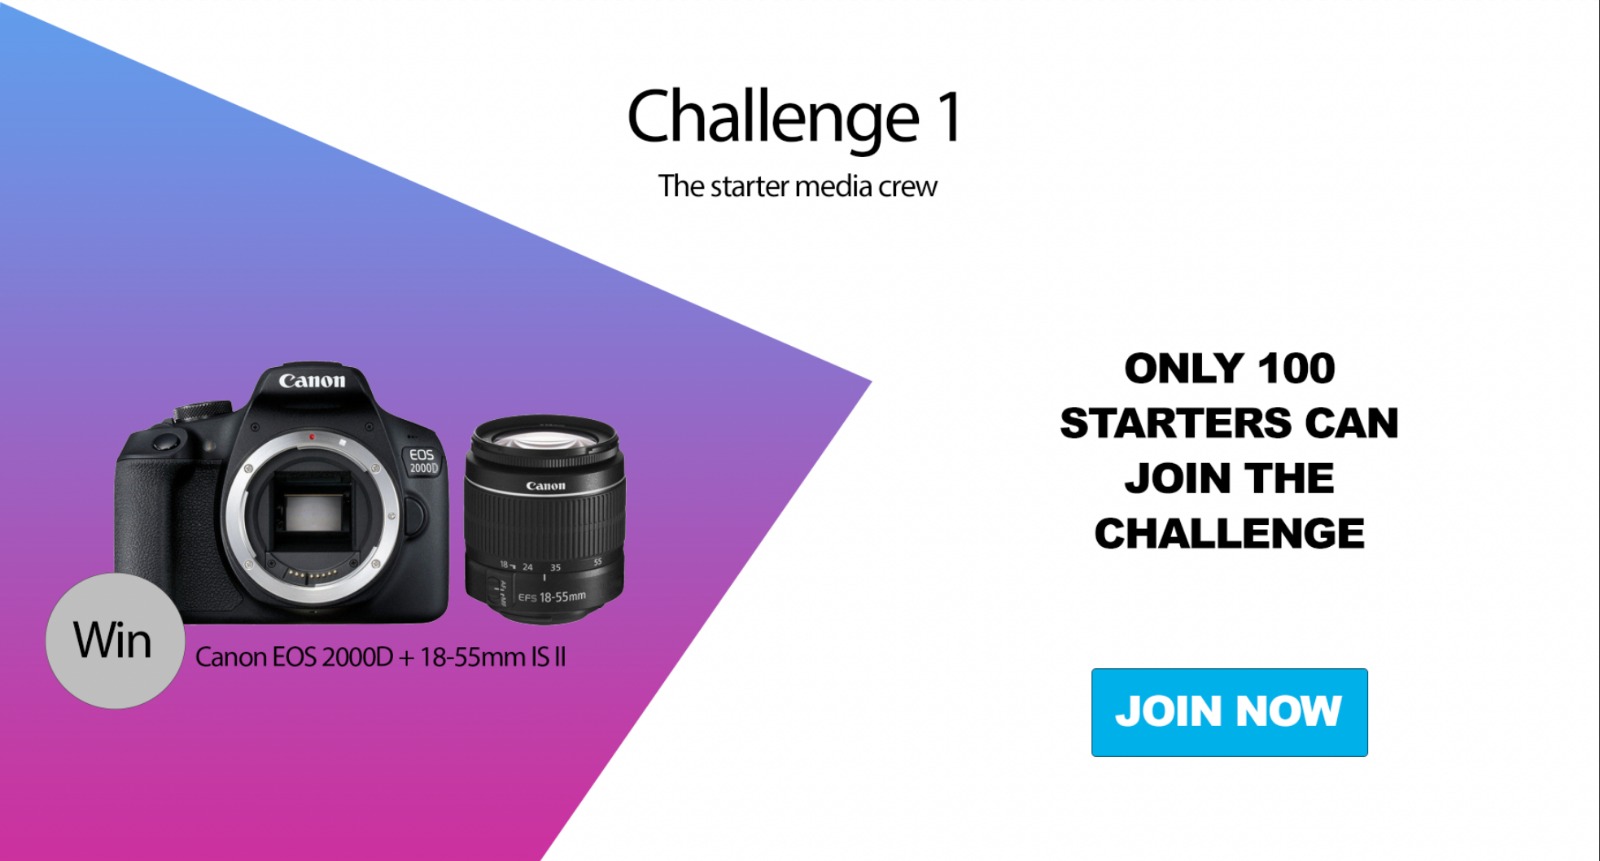 Challenge 1
The starter media crew
ONLY 100
STARTERS CAN
JOIN THE
CHALLENGE
Canon
EOS
2000D
Canon
18 24 35 55
EFS 18-55mm
Win
Canon EOS 2000D + 18-55mm IS II
JOIN NOW